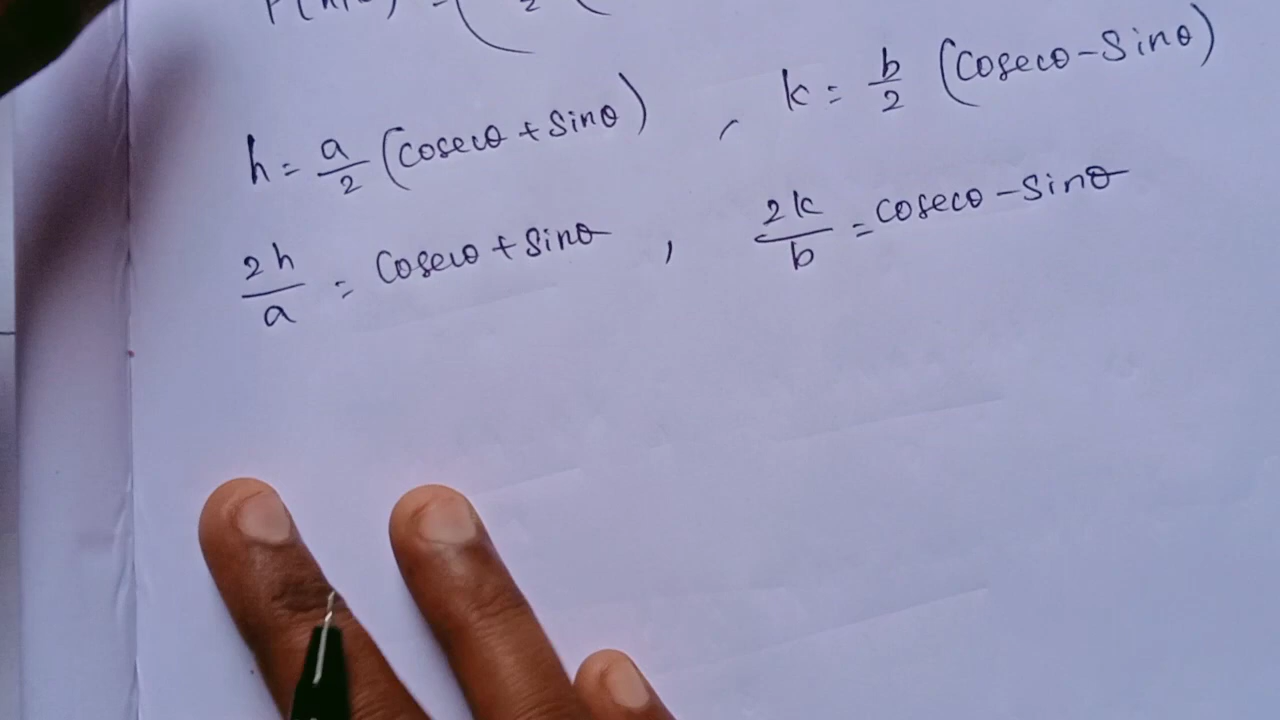 h = a/2 (cosecθ + sinθ) , k = b/2 (cosecθ - sinθ)
2h/a = cosecθ + sinθ , 2k/b = cosecθ - sinθ